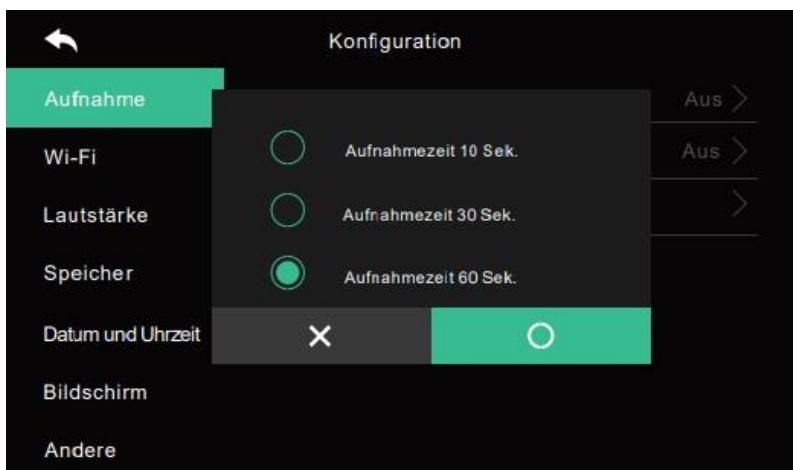 Konfiguration
Aufnahme
Aus
Wi-Fi
Aus
Lautstärke
Speicher
Datum und Uhrzeit
Bildschirm
Andere
Aufnahmezeit 10 Sek.
Aufnahmezeit 30 Sek.
Aufnahmezeit 60 Sek.